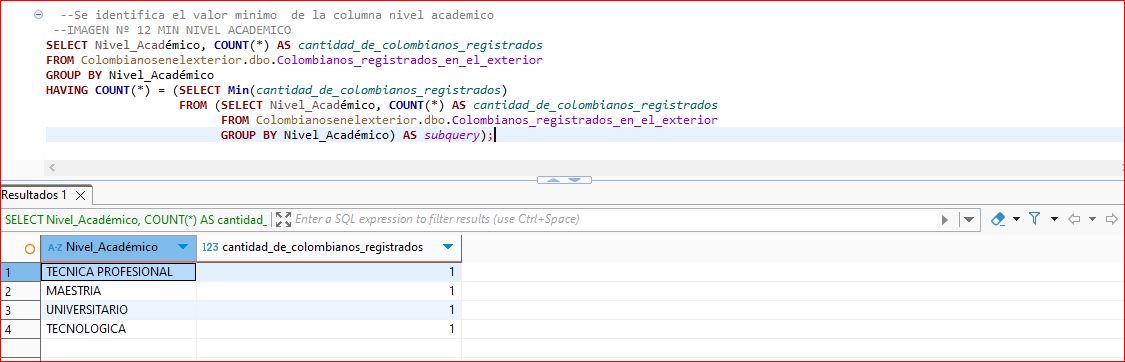 --Se identifica el valor minimo  de la columna nivel academico
--IMAGEN Nº 12 MIN NIVEL ACADEMICO
SELECT Nivel_Académico, COUNT(*) AS cantidad_de_colombianos_registrados
FROM Colombianosenelexterior.dbo.Colombianos_registrados_en_el_exterior
GROUP BY Nivel_Académico
HAVING COUNT(*) = (SELECT Min(cantidad_de_colombianos_registrados)
FROM (SELECT Nivel_Académico, COUNT(*) AS cantidad_de_colombianos_registrados
FROM Colombianosenelexterior.dbo.Colombianos_registrados_en_el_exterior
GROUP BY Nivel_Académico) AS subquery);
Resultados 1
SELECT Nivel_Académico, COUNT(*) AS cantidad_ Enter a SQL expression to filter results (use Ctrl+Space)
A-Z Nivel_Académico 123 cantidad_de_colombianos_registrados
1 TECNICA PROFESIONAL 1
2 MAESTRIA 1
3 UNIVERSITARIO 1
4 TECNOLOGICA 1